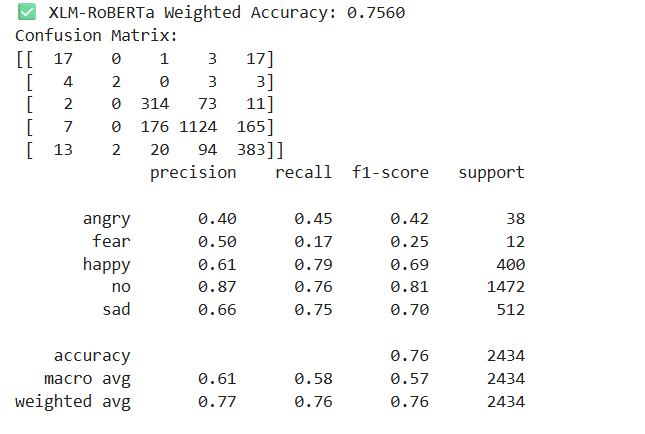 ✅ XLM-RoBERTa Weighted Accuracy: 0.7560
Confusion Matrix:
[[  17    0    1    3   17]
 [   4    2    0    3    3]
 [   2    0  314   73   11]
 [   7    0  176 1124  165]
 [  13    2   20   94  383]]
              precision    recall  f1-score   support

       angry       0.40      0.45      0.42        38
        fear       0.50      0.17      0.25        12
       happy       0.61      0.79      0.69       400
          no       0.87      0.76      0.81      1472
         sad       0.66      0.75      0.70       512

    accuracy                           0.76      2434
   macro avg       0.61      0.58      0.57      2434
weighted avg       0.77      0.76      0.76      2434